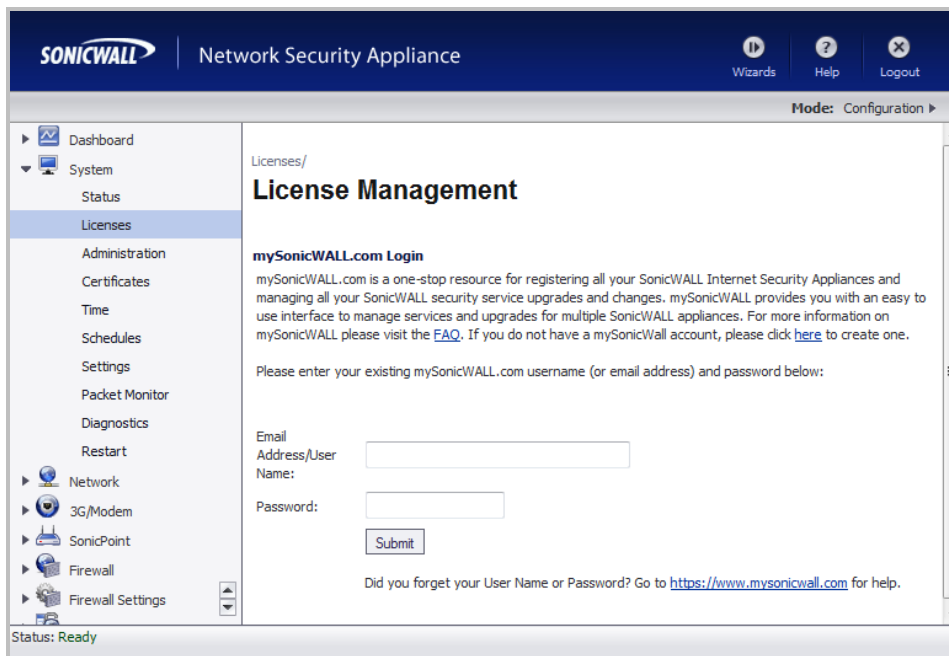 SONICWALL
Network Security Appliance
Wizards
Help
Logout
Mode: Configuration
Dashboard
System
Status
Licenses
Administration
Certificates
Time
Schedules
Settings
Packet Monitor
Diagnostics
Restart
Network
3G/Modem
SonicPoint
Firewall
Firewall Settings
Licenses/
License Management
mySonicWALL.com Login
mySonicWALL.com is a one-stop resource for registering all your SonicWALL Internet Security Appliances and
managing all your SonicWALL security service upgrades and changes. mySonicWALL provides you with an easy to
use interface to manage services and upgrades for multiple SonicWALL appliances. For more information on
mySonicWALL please visit the FAQ. If you do not have a mySonicWall account, please click here to create one.
Please enter your existing mySonicWALL.com username (or email address) and password below:
Email
Address/User
Name:
Password:
Submit
Did you forget your User Name or Password? Go to https://www.mysonicwall.com for help.
Status: Ready